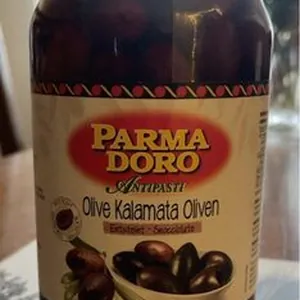 PARMA
DORO
ANTIPASTI
Olive Kalamata Oliven
Entsteint - Snocciolate